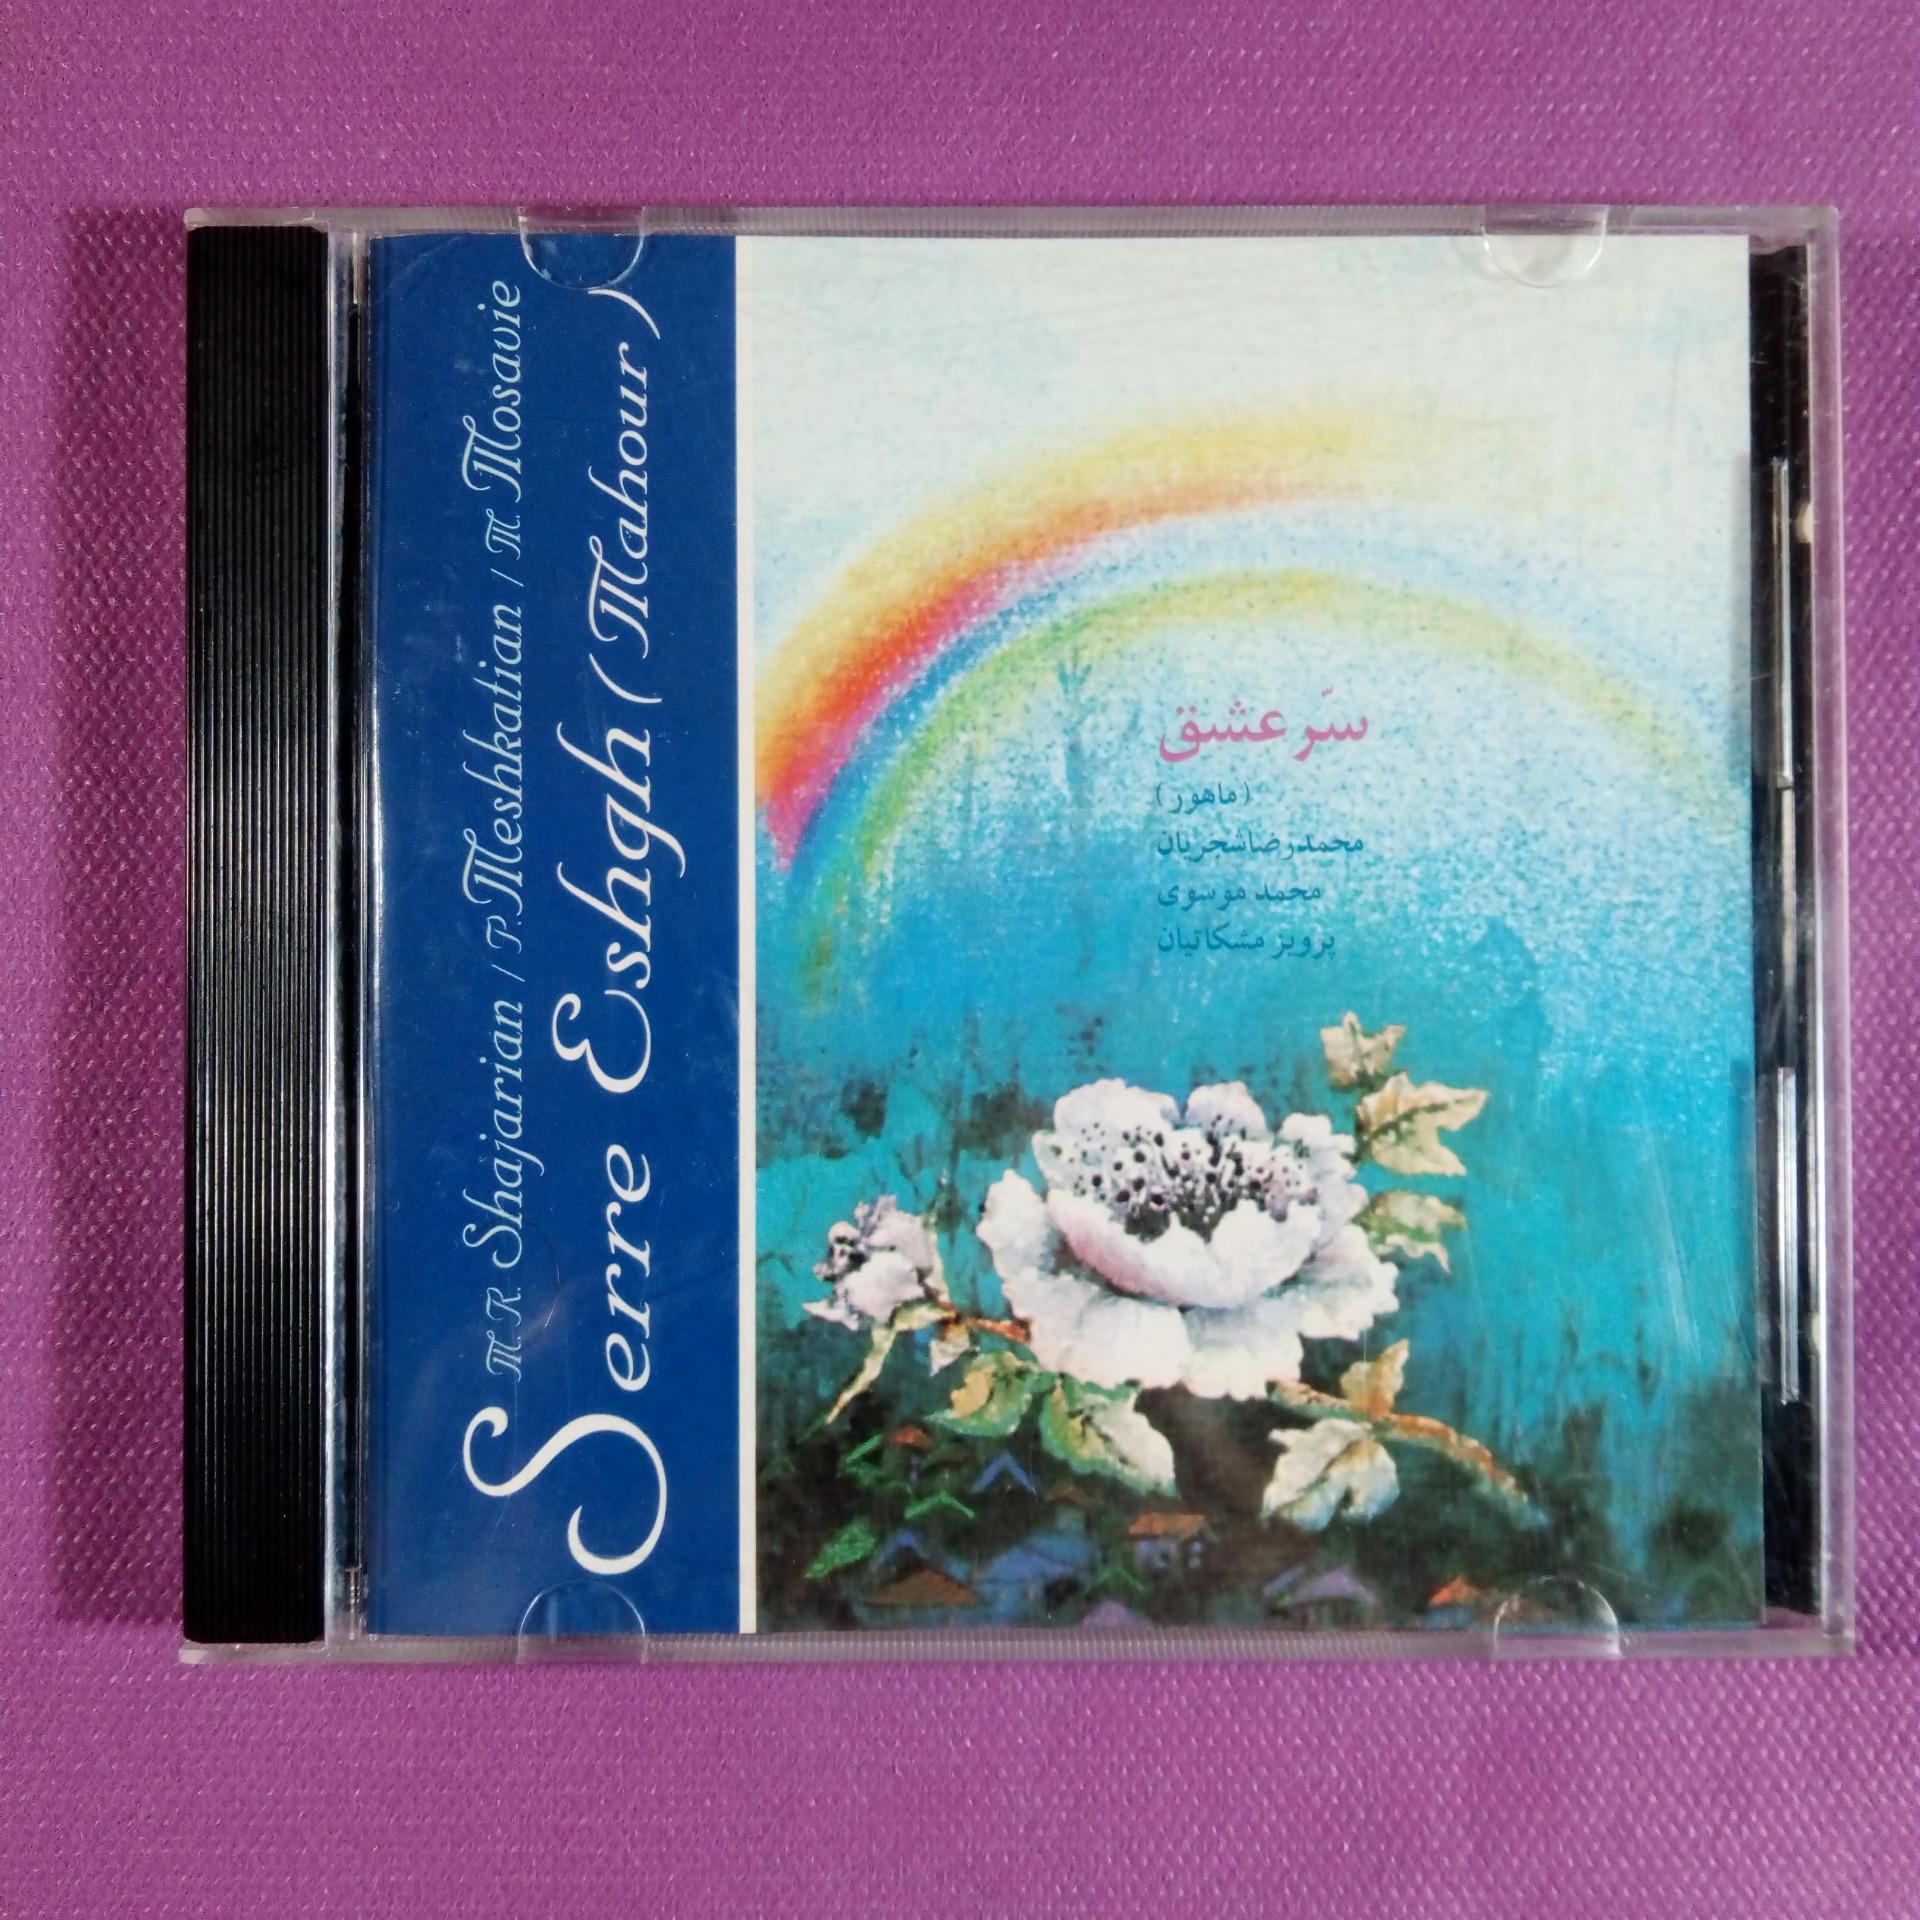 M.R. Shajarian / P. Meshkatian / M. Mosavie
Serre Eshgh (Mahour)
سرّ عشق
(ماهور)
محمدرضا شجریان
محمد موسوی
پرویز مشکاتیان